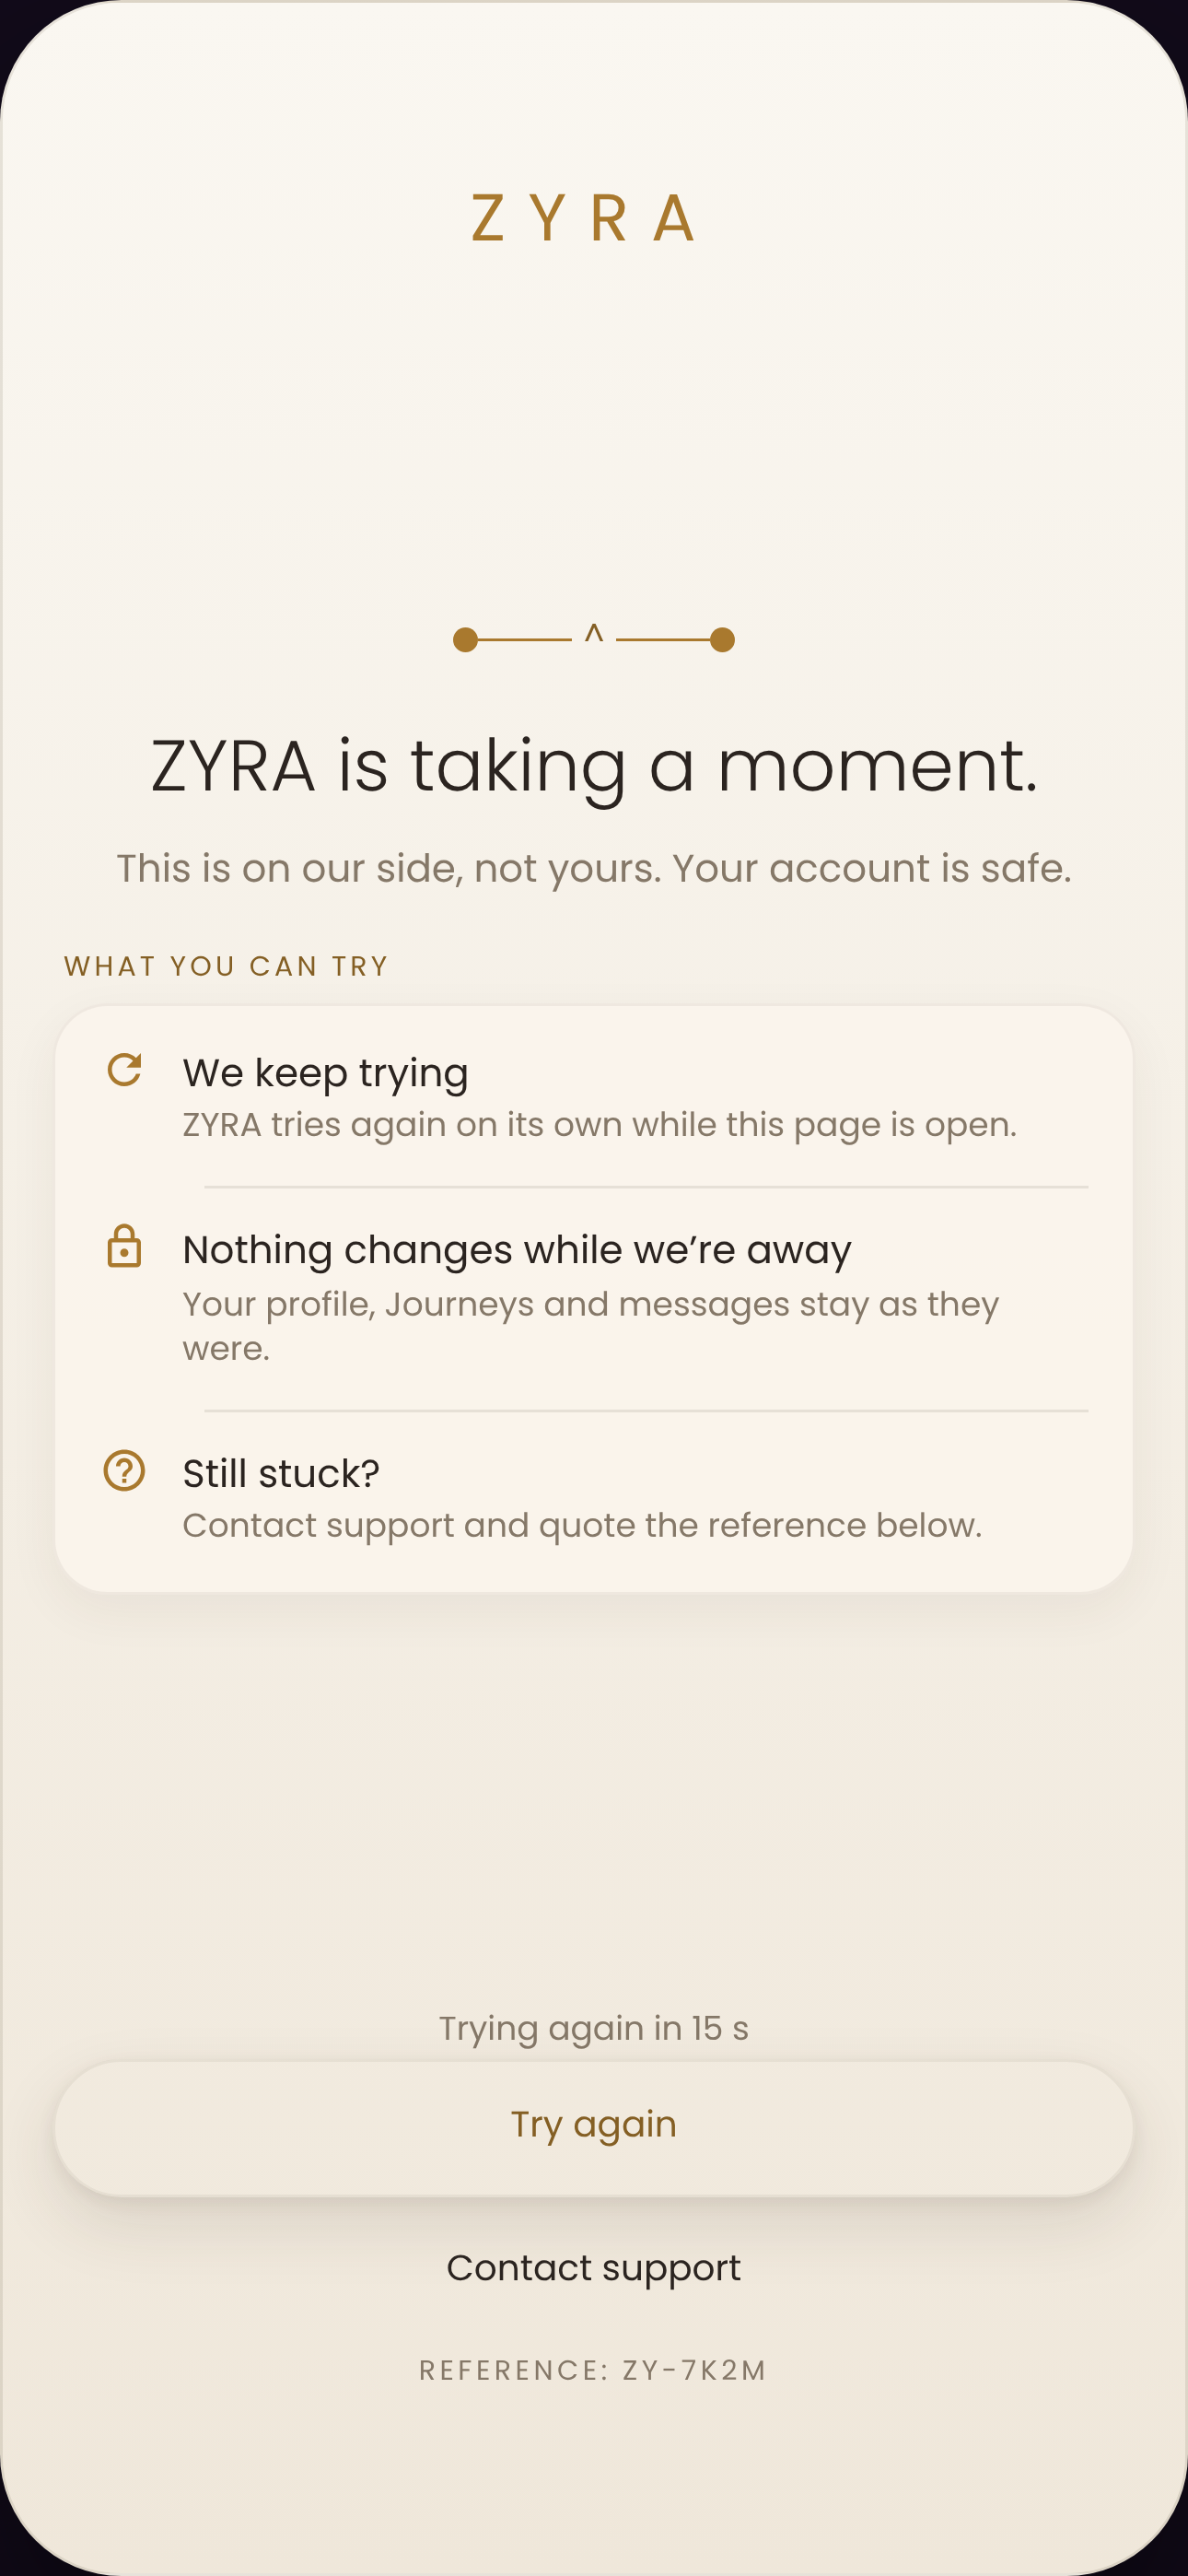 ZYRA
^
ZYRA is taking a moment.
This is on our side, not yours. Your account is safe.
WHAT YOU CAN TRY
We keep trying
ZYRA tries again on its own while this page is open.
Nothing changes while we’re away
Your profile, Journeys and messages stay as they
were.
Still stuck?
Contact support and quote the reference below.
Trying again in 15 s
Try again
Contact support
REFERENCE: ZY-7K2M